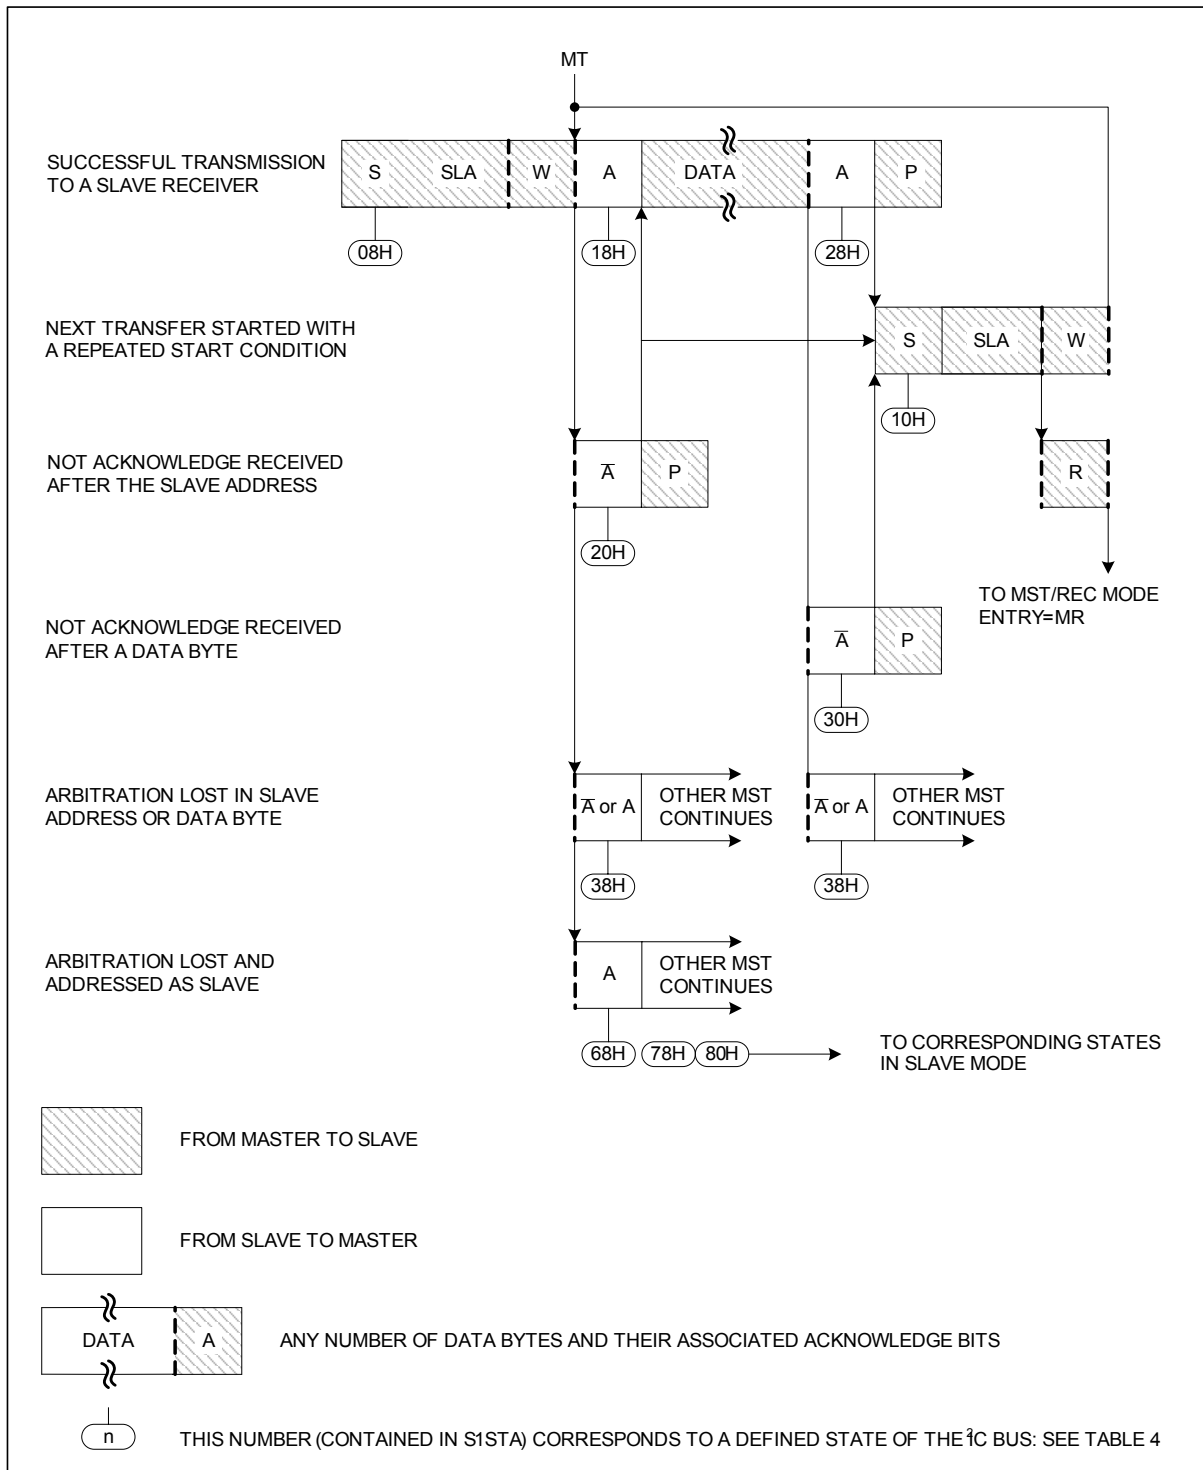 MT
SUCCESSFUL TRANSMISSION
TO A SLAVE RECEIVER
S SLA W A DATA A P
08H 18H 28H
NEXT TRANSFER STARTED WITH
A REPEATED START CONDITION
S SLA W
10H
NOT ACKNOWLEDGE RECEIVED
AFTER THE SLAVE ADDRESS
A̅ P R
20H
TO MST/REC MODE
ENTRY=MR
NOT ACKNOWLEDGE RECEIVED
AFTER A DATA BYTE
A̅ P
30H
ARBITRATION LOST IN SLAVE
ADDRESS OR DATA BYTE
A̅ or A OTHER MST
CONTINUES
A̅ or A OTHER MST
CONTINUES
38H 38H
ARBITRATION LOST AND
ADDRESSED AS SLAVE
A OTHER MST
CONTINUES
68H 78H 80H
TO CORRESPONDING STATES
IN SLAVE MODE
FROM MASTER TO SLAVE
FROM SLAVE TO MASTER
DATA A ANY NUMBER OF DATA BYTES AND THEIR ASSOCIATED ACKNOWLEDGE BITS
n THIS NUMBER (CONTAINED IN S1STA) CORRESPONDS TO A DEFINED STATE OF THE I²C BUS: SEE TABLE 4